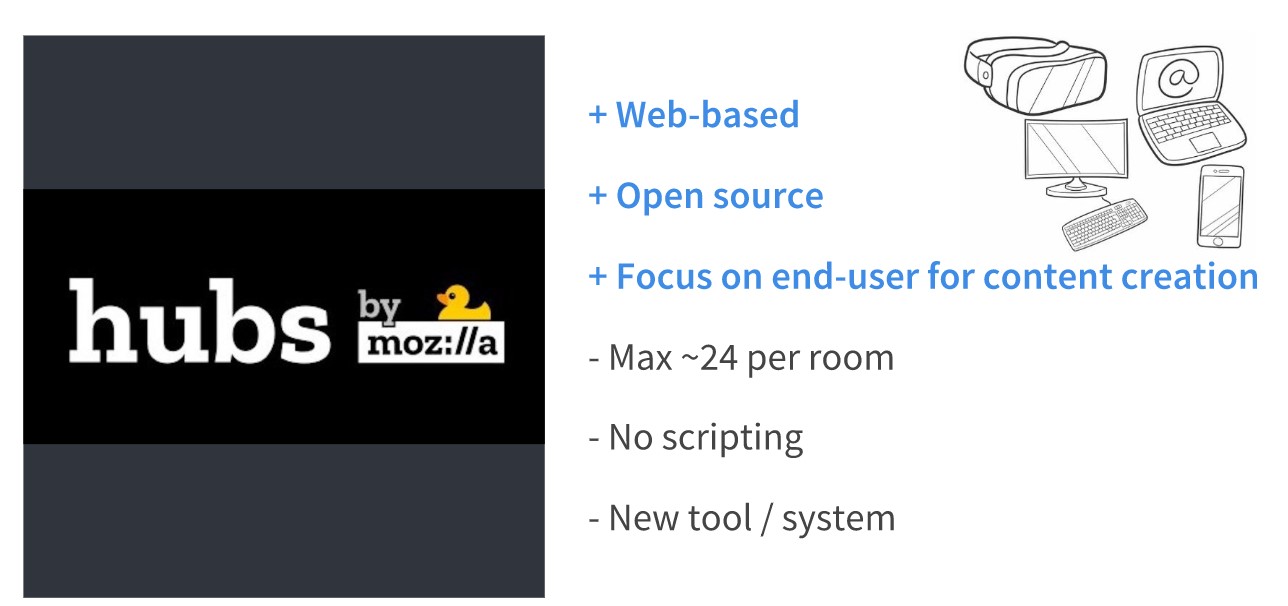 hubs by
moz://a
+ Web-based
+ Open source
+ Focus on end-user for content creation
- Max ~24 per room
- No scripting
- New tool / system
@